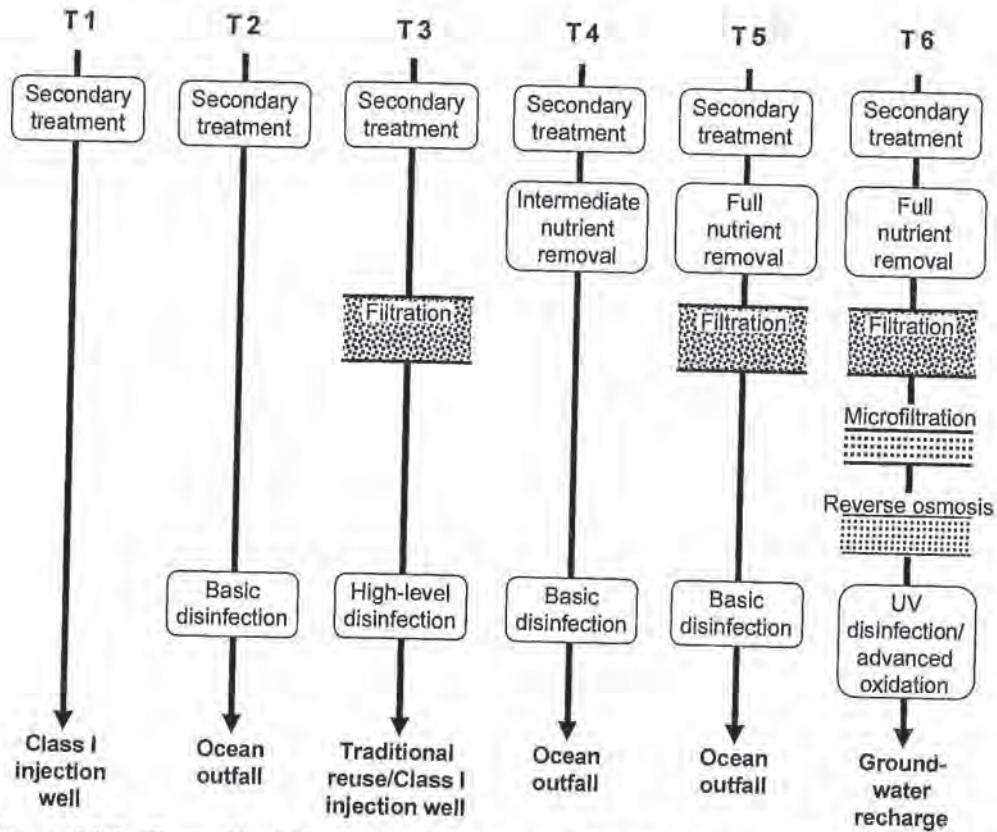 T1
Secondary
treatment
Class I
injection
well
T2
Secondary
treatment
Basic
disinfection
Ocean
outfall
T3
Secondary
treatment
Filtration
High-level
disinfection
Traditional
reuse/Class I
injection well
T4
Secondary
treatment
Intermediate
nutrient
removal
Basic
disinfection
Ocean
outfall
T5
Secondary
treatment
Full
nutrient
removal
Filtration
Basic
disinfection
Ocean
outfall
T6
Secondary
treatment
Full
nutrient
removal
Filtration
Microfiltration
Reverse osmosis
UV
disinfection/
advanced
oxidation
Ground-
water
recharge